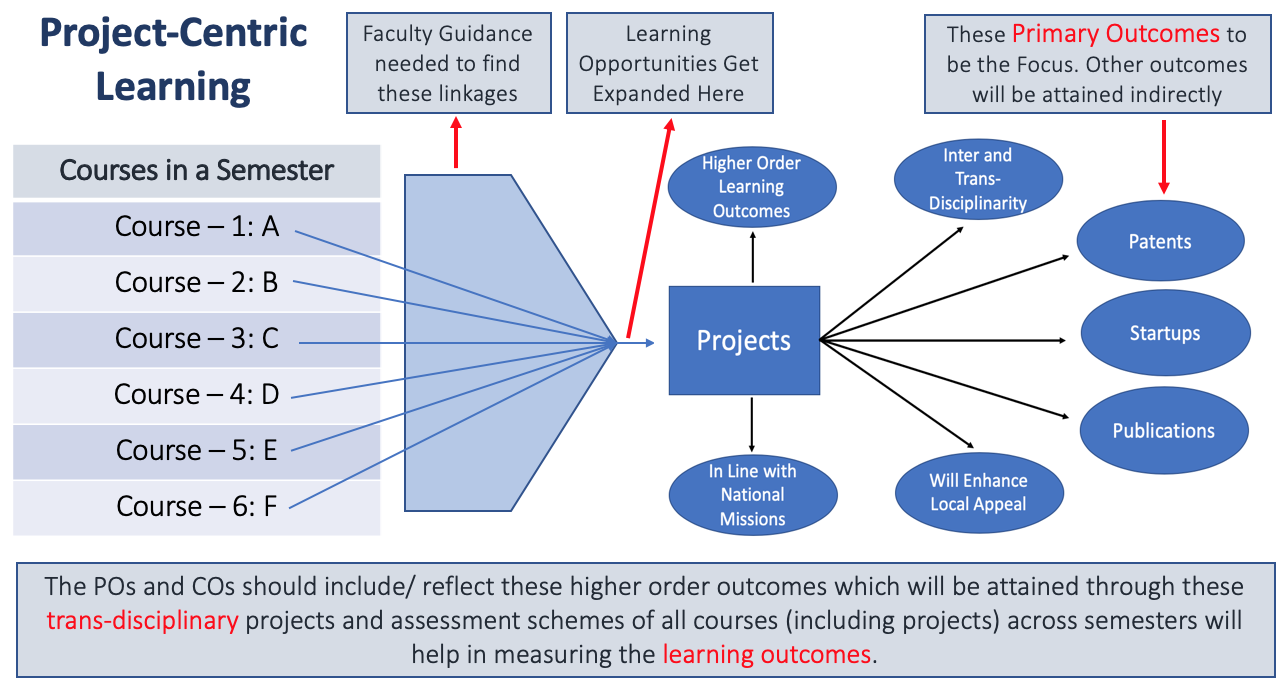 Project-Centric
Learning
Faculty Guidance
needed to find
these linkages
Learning
Opportunities Get
Expanded Here
These Primary Outcomes to
be the Focus. Other outcomes
will be attained indirectly
Courses in a Semester
Course – 1: A
Course – 2: B
Course – 3: C
Course – 4: D
Course – 5: E
Course – 6: F
Higher Order
Learning
Outcomes
Projects
In Line with
National
Missions
Inter and
Trans-
Disciplinarity
Patents
Startups
Publications
Will Enhance
Local Appeal
The POs and COs should include/ reflect these higher order outcomes which will be attained through these
trans-disciplinary projects and assessment schemes of all courses (including projects) across semesters will
help in measuring the learning outcomes.